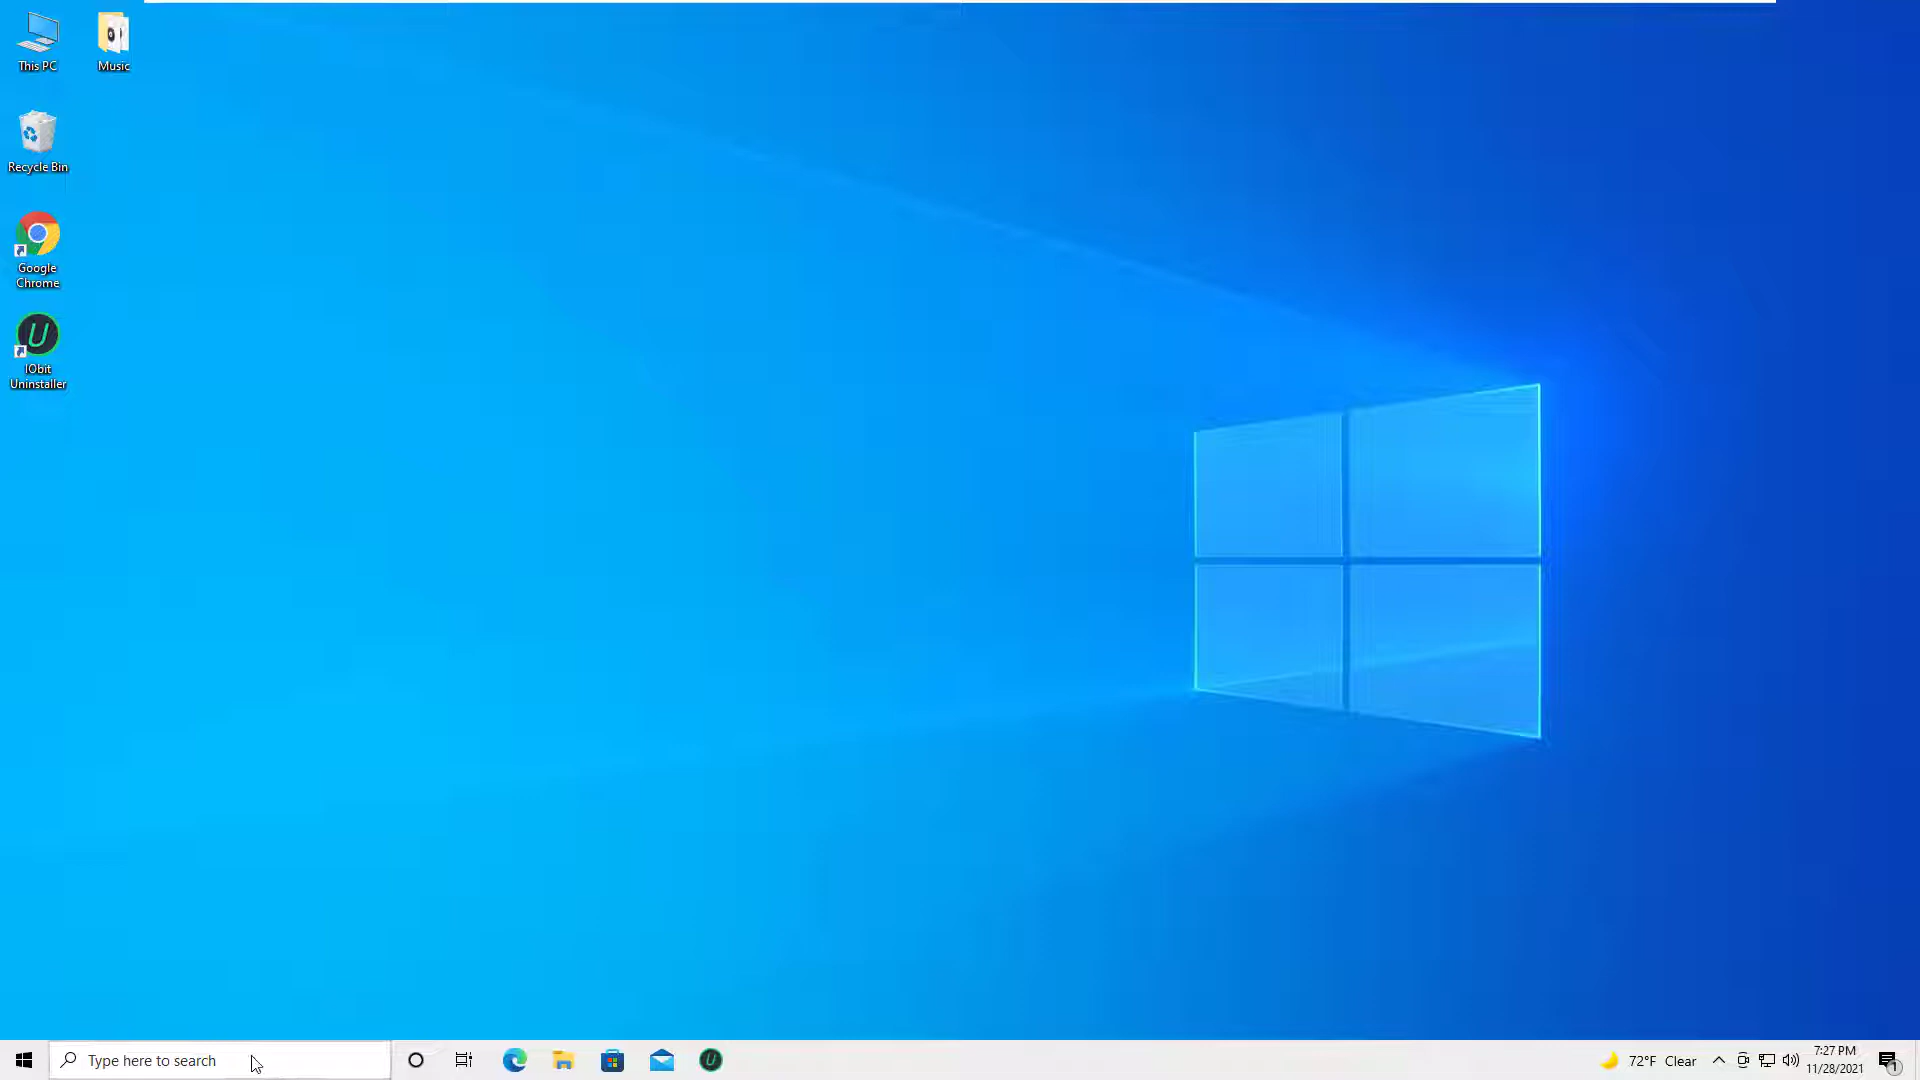 This PC
Music
Recycle Bin
Google
Chrome
U
IObit
Uninstaller
Type here to search
U
72°F Clear
7:27 PM
11/28/2021
1